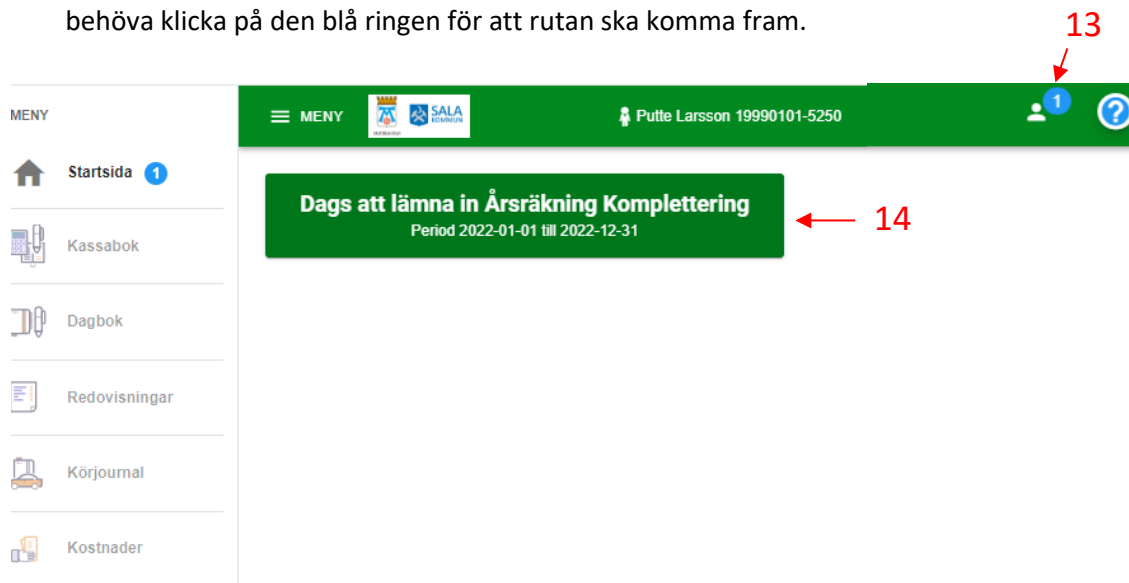 behöva klicka på den blå ringen för att rutan ska komma fram.
13
MENY
MENY
SALA
KOMMUN
Putte Larsson 19990101-5250
1
?
Startsida 1
Dags att lämna in Årsräkning Komplettering
Period 2022-01-01 till 2022-12-31
14
Kassabok
Dagbok
Redovisningar
Körjournal
Kostnader